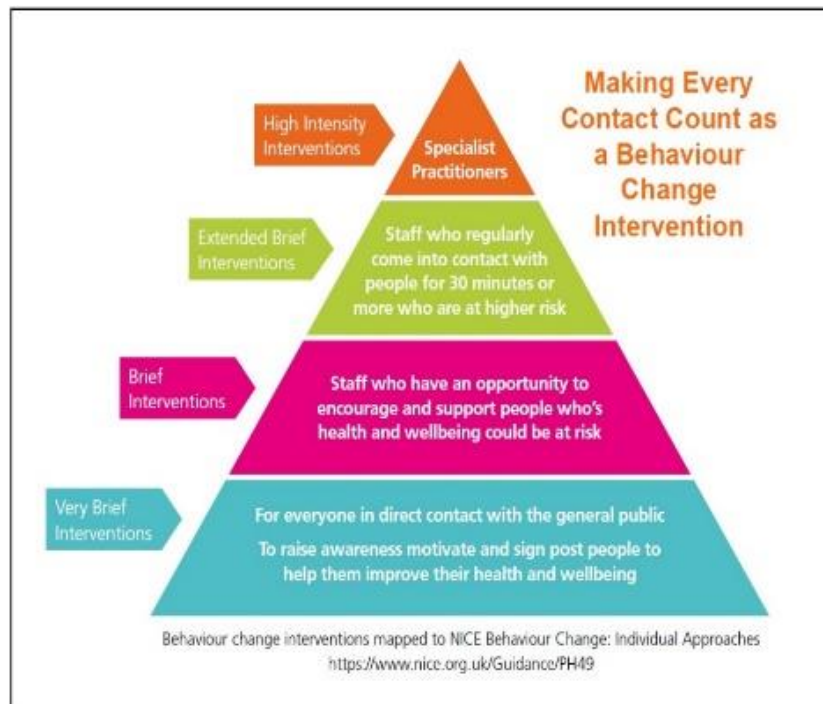 Making Every
Contact Count as
a Behaviour
Change
Intervention
High Intensity
Interventions
Specialist
Practitioners
Extended Brief
Interventions
Staff who regularly
come into contact with
people for 30 minutes or
more who are at higher risk
Brief
Interventions
Staff who have an opportunity to
encourage and support people who's
health and wellbeing could be at risk
Very Brief
Interventions
For everyone in direct contact with the general public
To raise awareness motivate and sign post people to
help them improve their health and wellbeing
Behaviour change interventions mapped to NICE Behaviour Change: Individual Approaches
https://www.nice.org.uk/Guidance/PH49